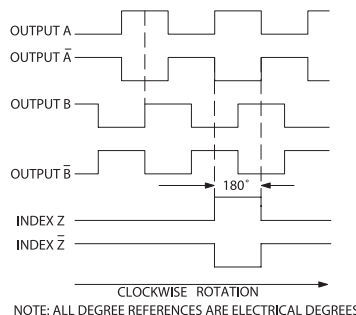 OUTPUT A
OUTPUT A̅
OUTPUT B
OUTPUT B̅
180°
INDEX Z
INDEX Z̅
CLOCKWISE ROTATION
NOTE: ALL DEGREE REFERENCES ARE ELECTRICAL DEGREES